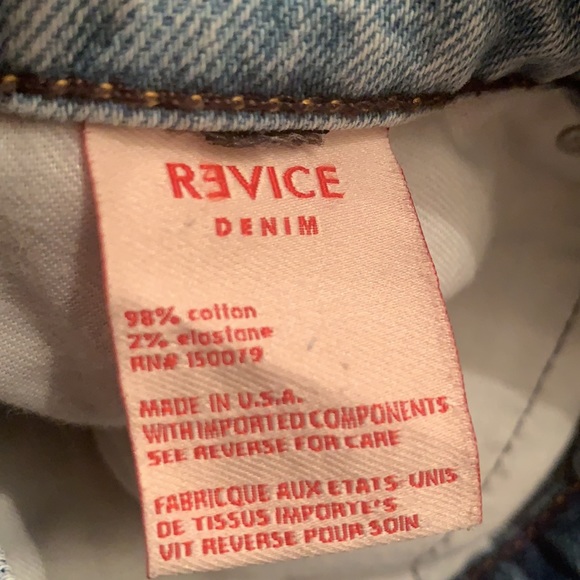 RƎVICE
DENIM
98% cotton
2% elastane
RN# 150079
MADE IN U.S.A.
WITH IMPORTED COMPONENTS
SEE REVERSE FOR CARE
FABRICQUE AUX ETATS-UNIS
DE TISSUS IMPORTE'S
VIT REVERSE POUR SOIN